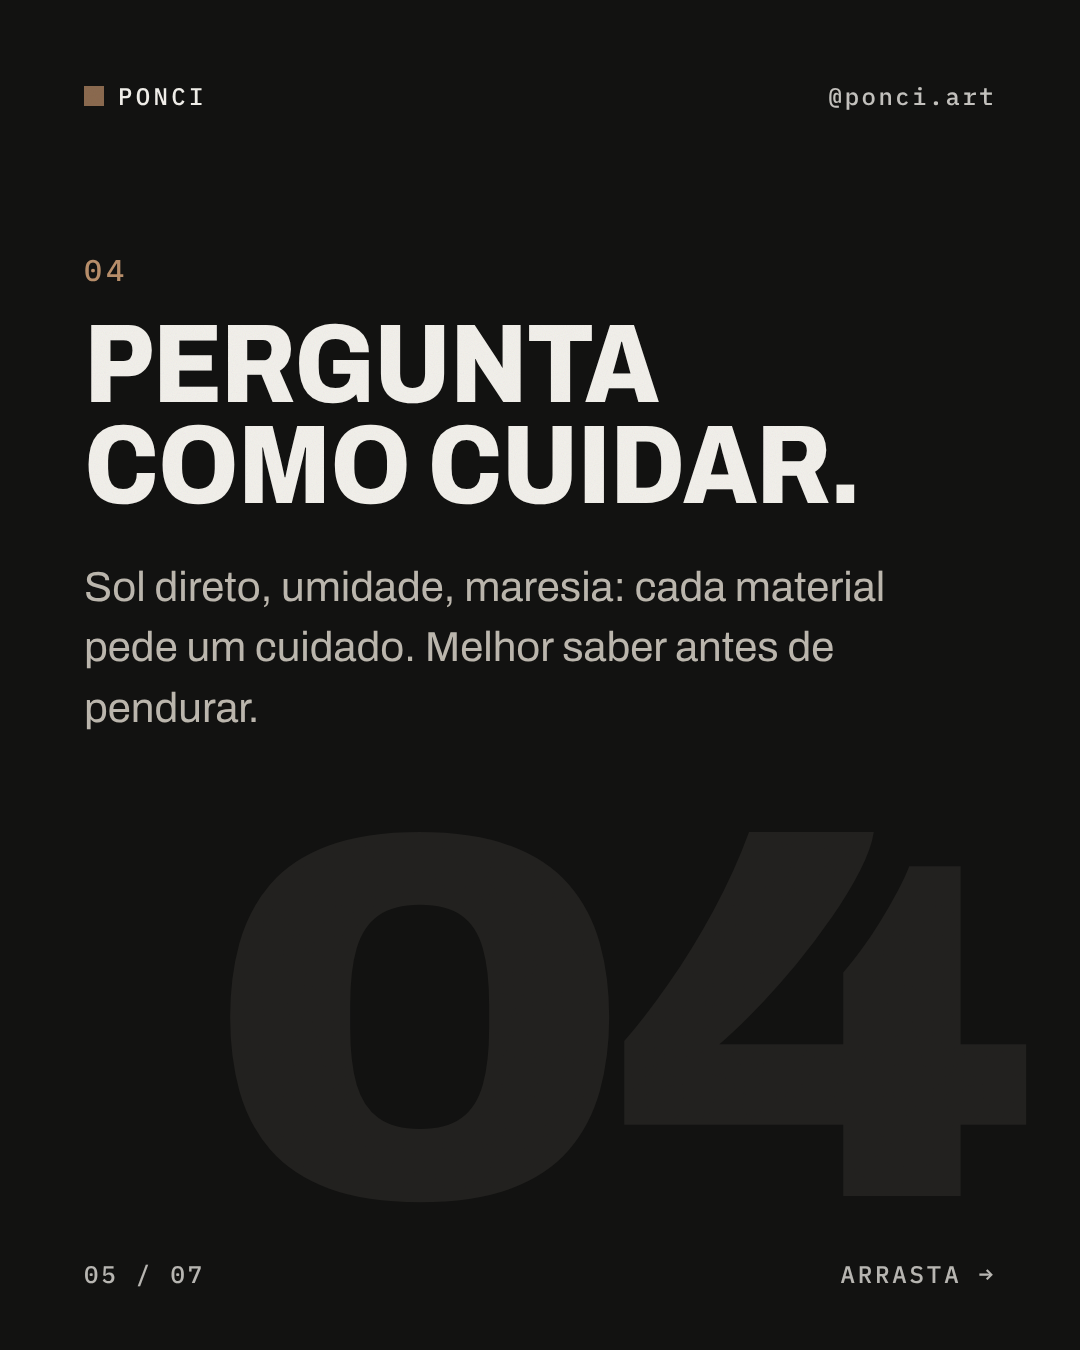 PONCI
@ponci.art
04
PERGUNTA
COMO CUIDAR.
Sol direto, umidade, maresia: cada material
pede um cuidado. Melhor saber antes de
pendurar.
04
05 / 07
ARRASTA →